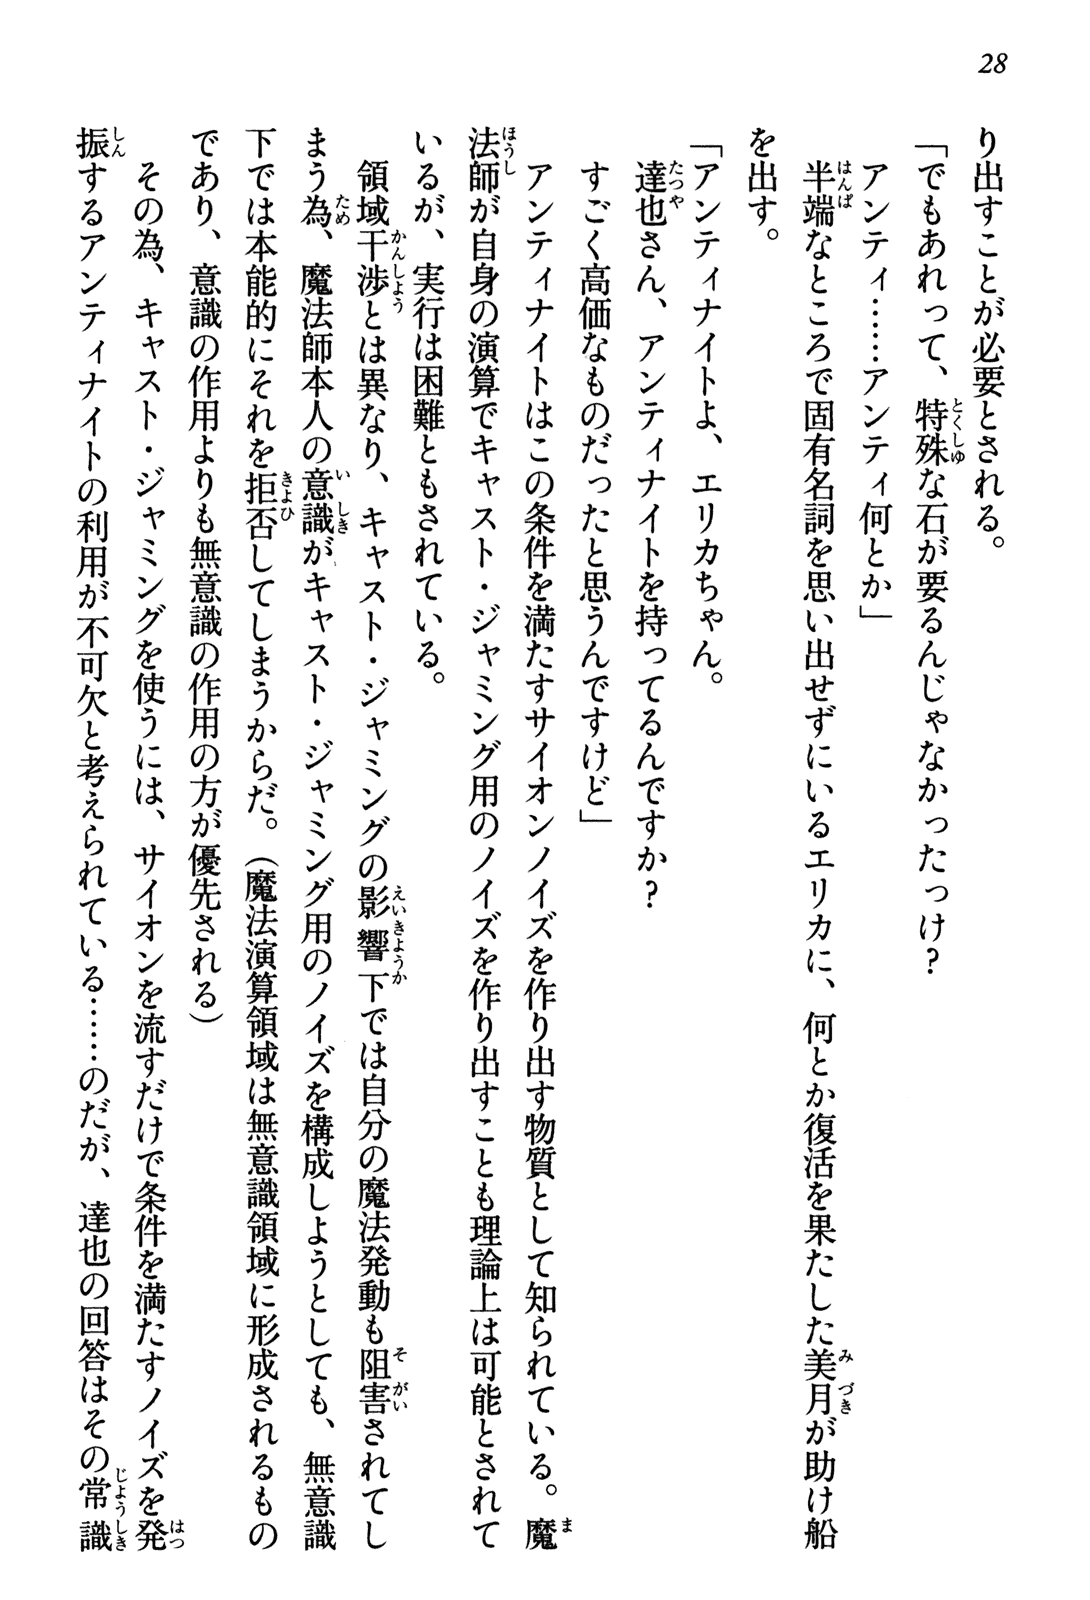 28
り出すことが必要とされる。
「でもあれって、特殊な石が要るんじゃなかったっけ？
アンティ……アンティ何とか」
半端なところで固有名詞を思い出せずにいるエリカに、何とか復活を果たした美月が助け船
を出す。
「アンティナイトよ、エリカちゃん。
達也さん、アンティナイトを持ってるんですか？
すごく高価なものだったと思うんですけど」
アンティナイトはこの条件を満たすサイオンノイズを作り出す物質として知られている。魔
法師が自身の演算でキャスト・ジャミング用のノイズを作り出すことも理論上は可能とされて
いるが、実行は困難ともされている。
領域干渉とは異なり、キャスト・ジャミングの影響下では自分の魔法発動も阻害されてし
まう為、魔法師本人の意識がキャスト・ジャミング用のノイズを構成しようとしても、無意識
下では本能的にそれを拒否してしまうからだ。（魔法演算領域は無意識領域に形成されるもの
であり、意識の作用よりも無意識の作用の方が優先される）
その為、キャスト・ジャミングを使うには、サイオンを流すだけで条件を満たすノイズを発
振するアンティナイトの利用が不可欠と考えられている……のだが、達也の回答はその常識